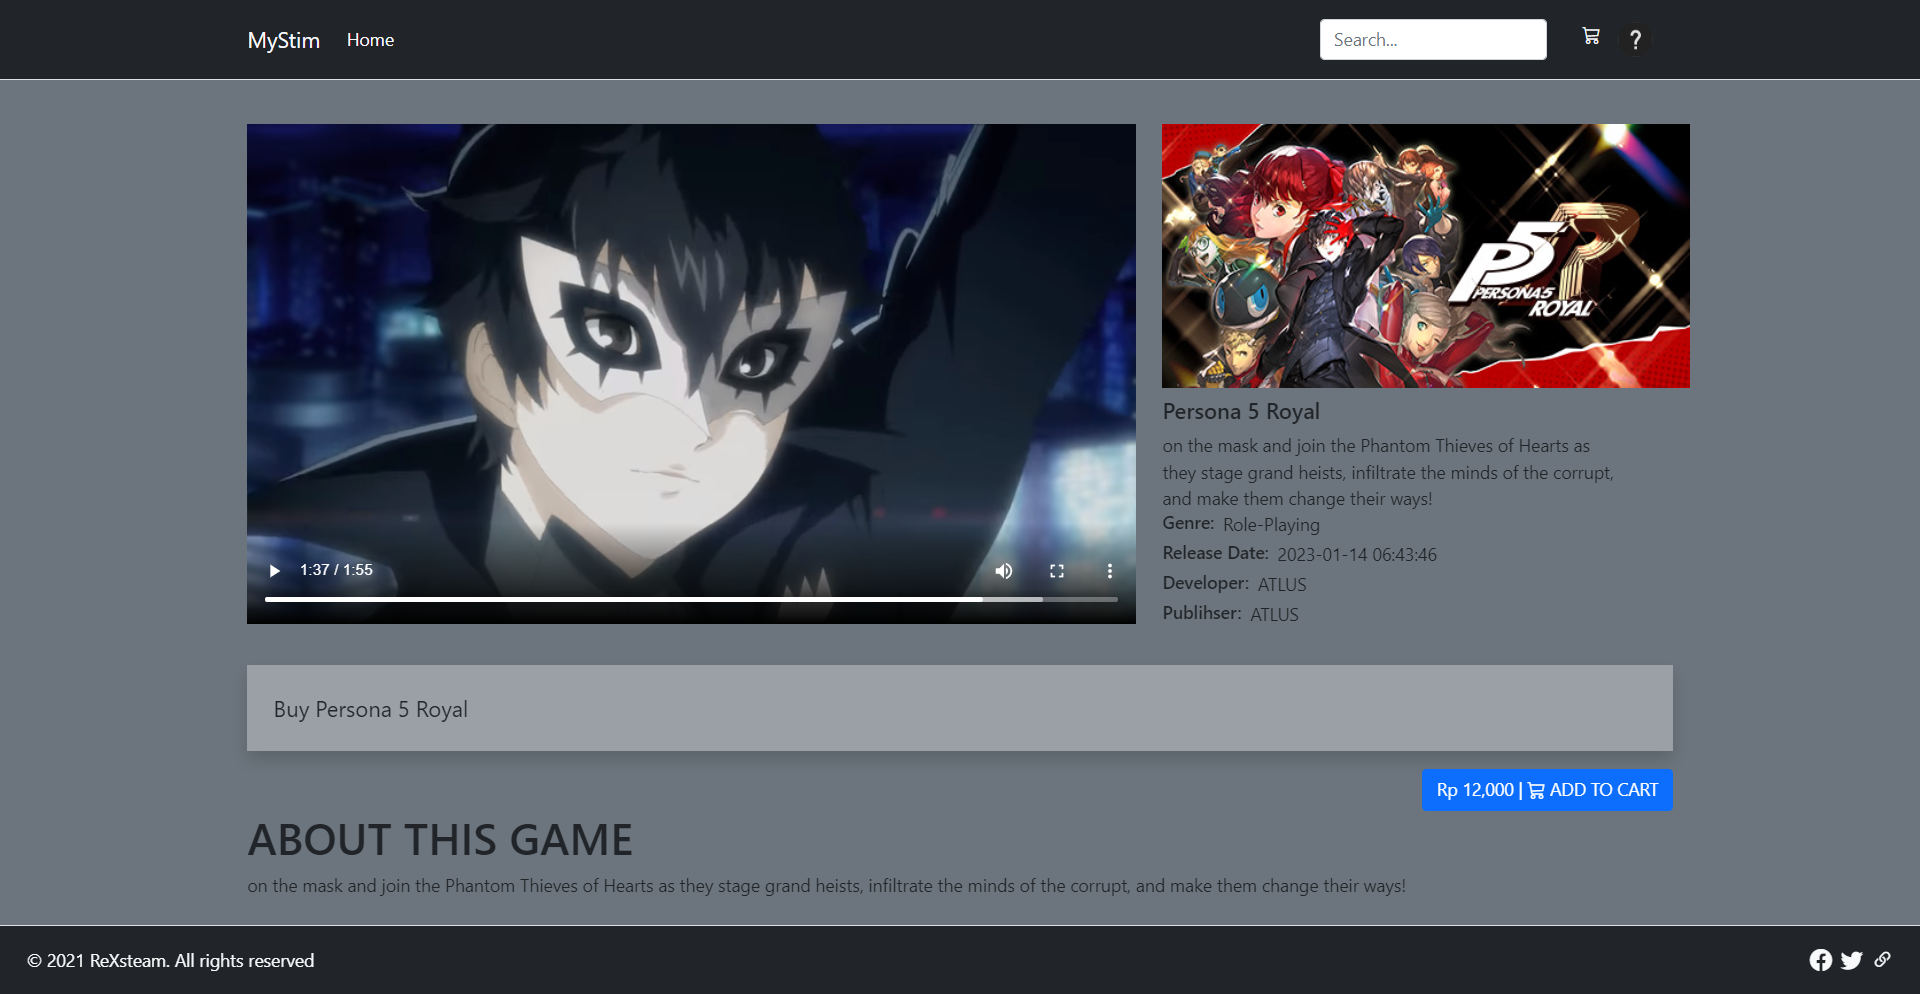 MyStim Home Search... ?
P5R
PERSONA5
ROYAL
Persona 5 Royal
on the mask and join the Phantom Thieves of Hearts as
they stage grand heists, infiltrate the minds of the corrupt,
and make them change their ways!
Genre: Role-Playing
Release Date: 2023-01-14 06:43:46
Developer: ATLUS
Publihser: ATLUS
1:37 / 1:55
Buy Persona 5 Royal
Rp 12,000 | ADD TO CART
ABOUT THIS GAME
on the mask and join the Phantom Thieves of Hearts as they stage grand heists, infiltrate the minds of the corrupt, and make them change their ways!
© 2021 ReXsteam. All rights reserved